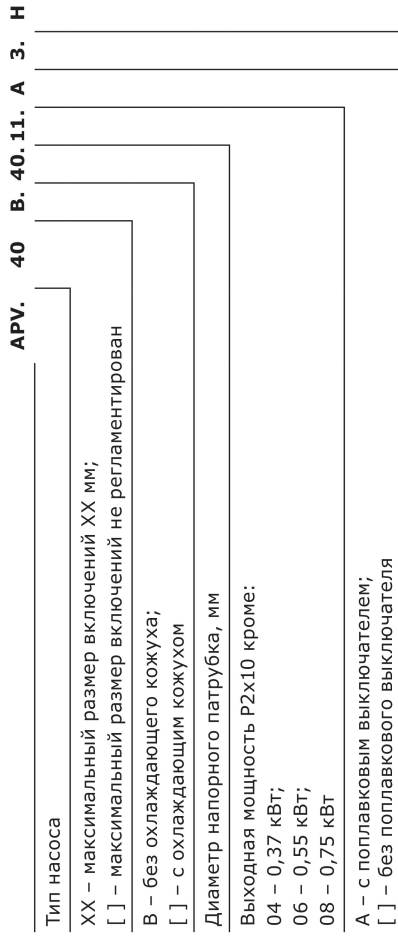 APV. 40 B. 40. 11. A 3. H
Тип насоса
XX – максимальный размер включений XX мм;
[ ] – максимальный размер включений не регламентирован
B – без охлаждающего кожуха;
[ ] – с охлаждающим кожухом
Диаметр напорного патрубка, мм
Выходная мощность P2x10 кроме:
04 – 0,37 кВт;
06 – 0,55 кВт;
08 – 0,75 кВт
A – с поплавковым выключателем;
[ ] – без поплавкового выключателя